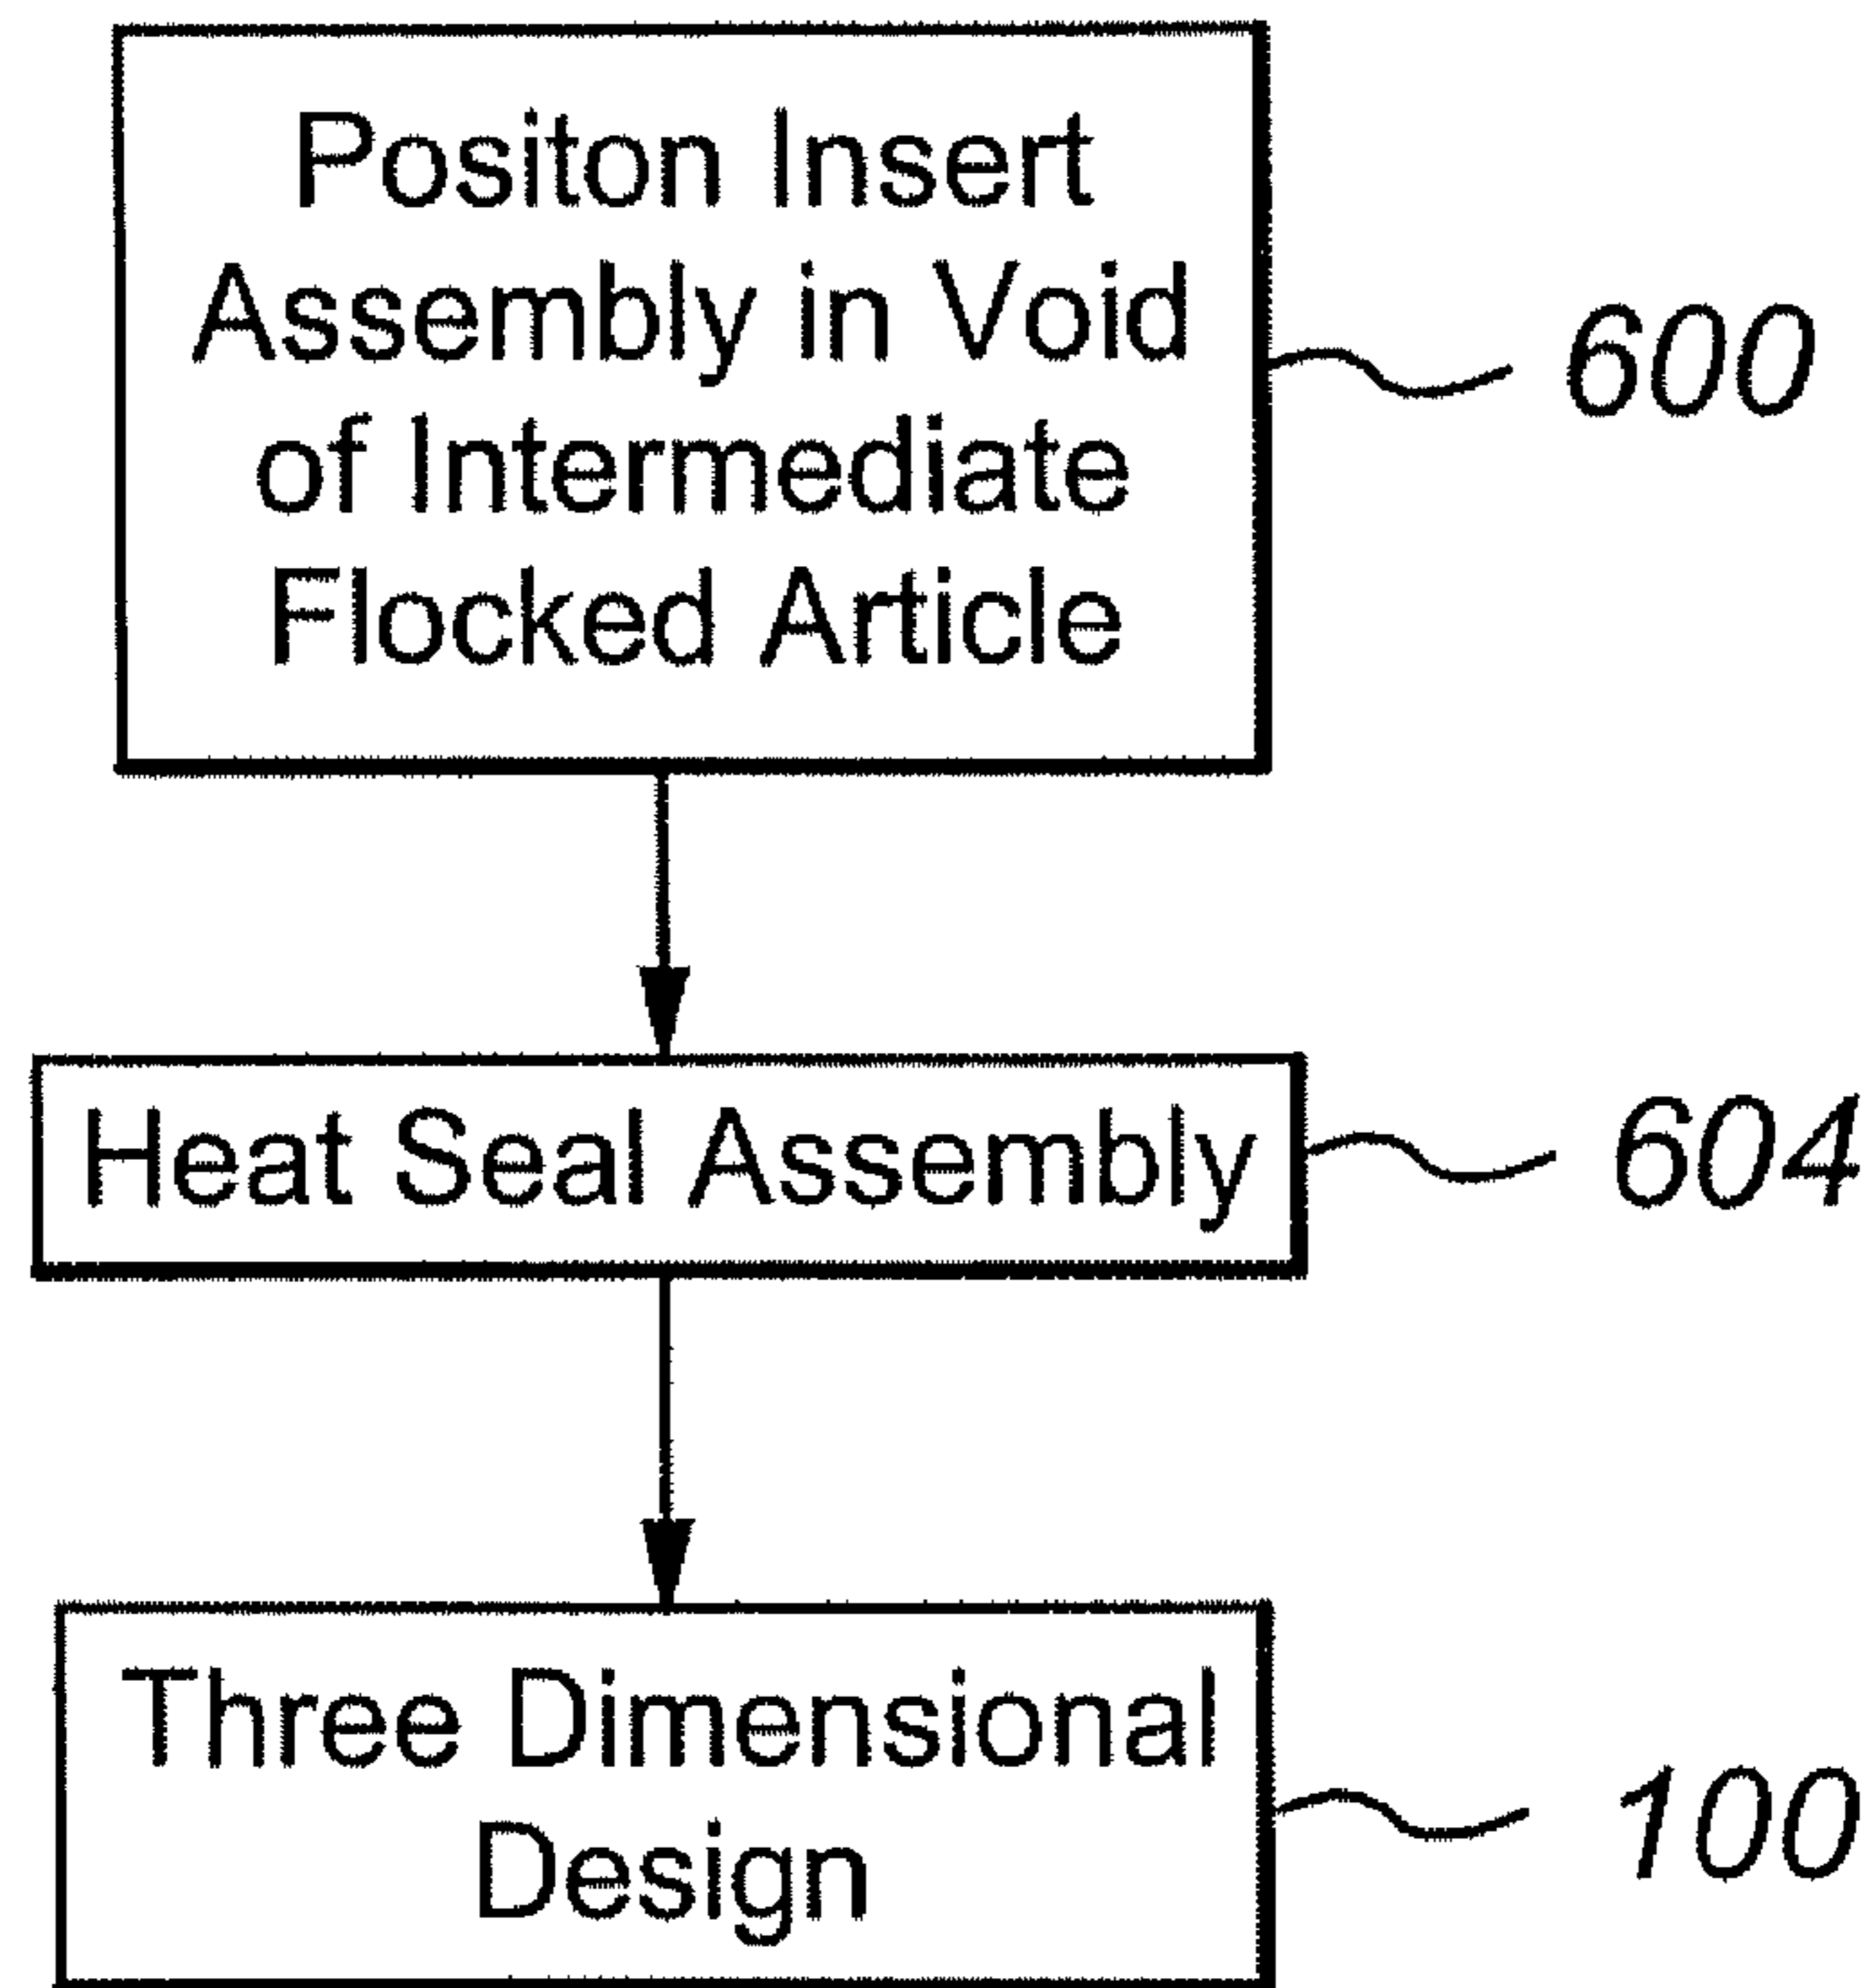 Positon Insert
Assembly in Void
of Intermediate
Flocked Article
600
Heat Seal Assembly
604
Three Dimensional
Design
100